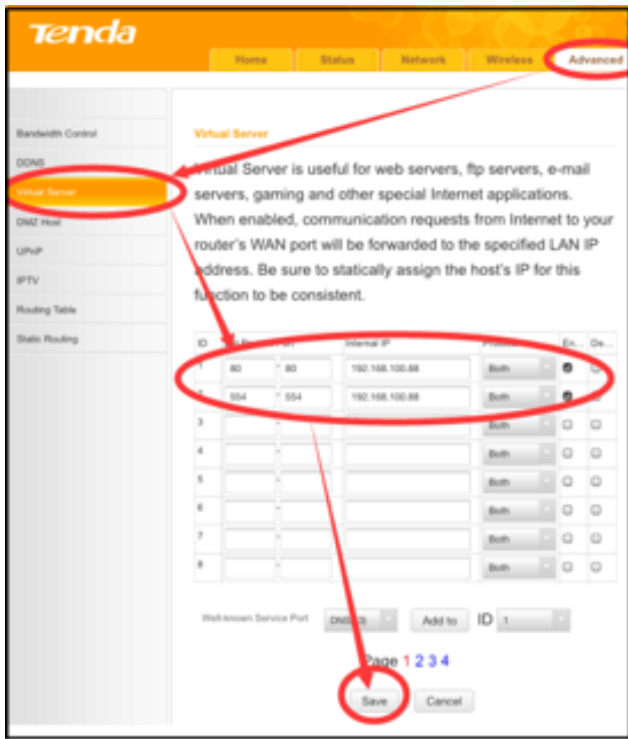 Tenda
Home Status Network Wireless Advanced
Bandwidth Control
DDNS
Virtual Server
DMZ Host
UPnP
IPTV
Routing Table
Static Routing
Virtual Server
Virtual Server is useful for web servers, ftp servers, e-mail
servers, gaming and other special Internet applications.
When enabled, communication requests from Internet to your
router's WAN port will be forwarded to the specified LAN IP
address. Be sure to statically assign the host's IP for this
function to be consistent.
ID Internal IP En... De...
1 80 - 80 192.168.100.88 Both
554 - 554 192.168.100.88 Both
3 - Both
4 - Both
5 - Both
6 - Both
7 - Both
8 - Both
Well-known Service Port Add to ID 1
Page 1 2 3 4
Save Cancel